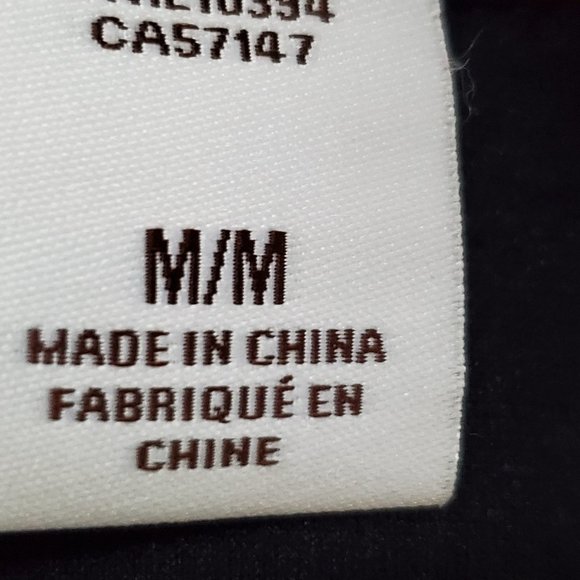 CA57147
M/M
MADE IN CHINA
FABRIQUÉ EN
CHINE